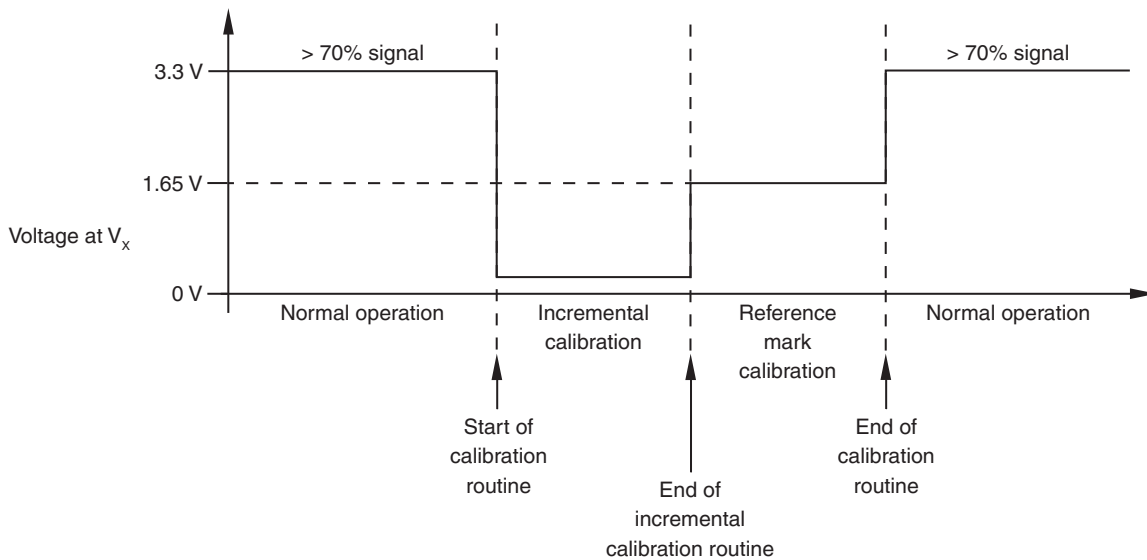 > 70% signal
> 70% signal
3.3 V
1.65 V
Voltage at Vx
0 V
Normal operation
Incremental
calibration
Reference
mark
calibration
Normal operation
Start of
calibration
routine
End of
incremental
calibration routine
End of
calibration
routine